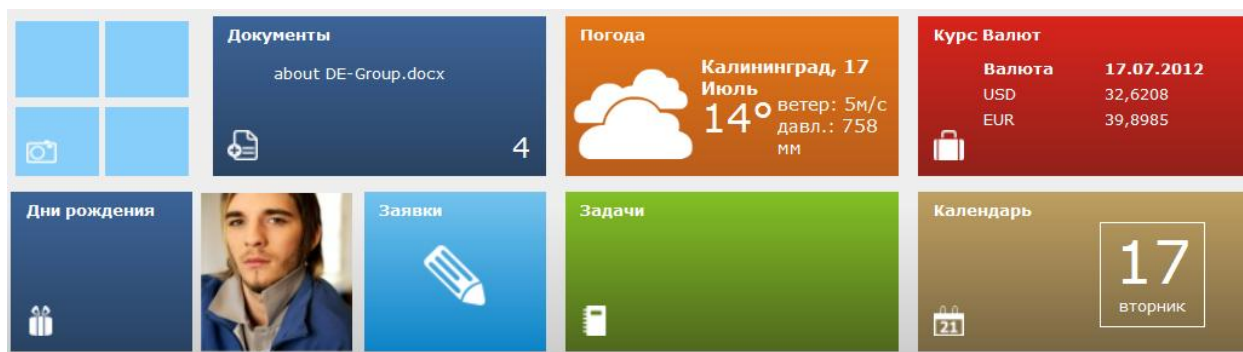 Документы
about DE-Group.docx
4
Погода
Калининград, 17
Июль
14°
ветер: 5м/с
давл.: 758
мм
Курс Валют
Валюта 17.07.2012
USD 32,6208
EUR 39,8985
Дни рождения
Заявки
Задачи
Календарь
17
вторник
21